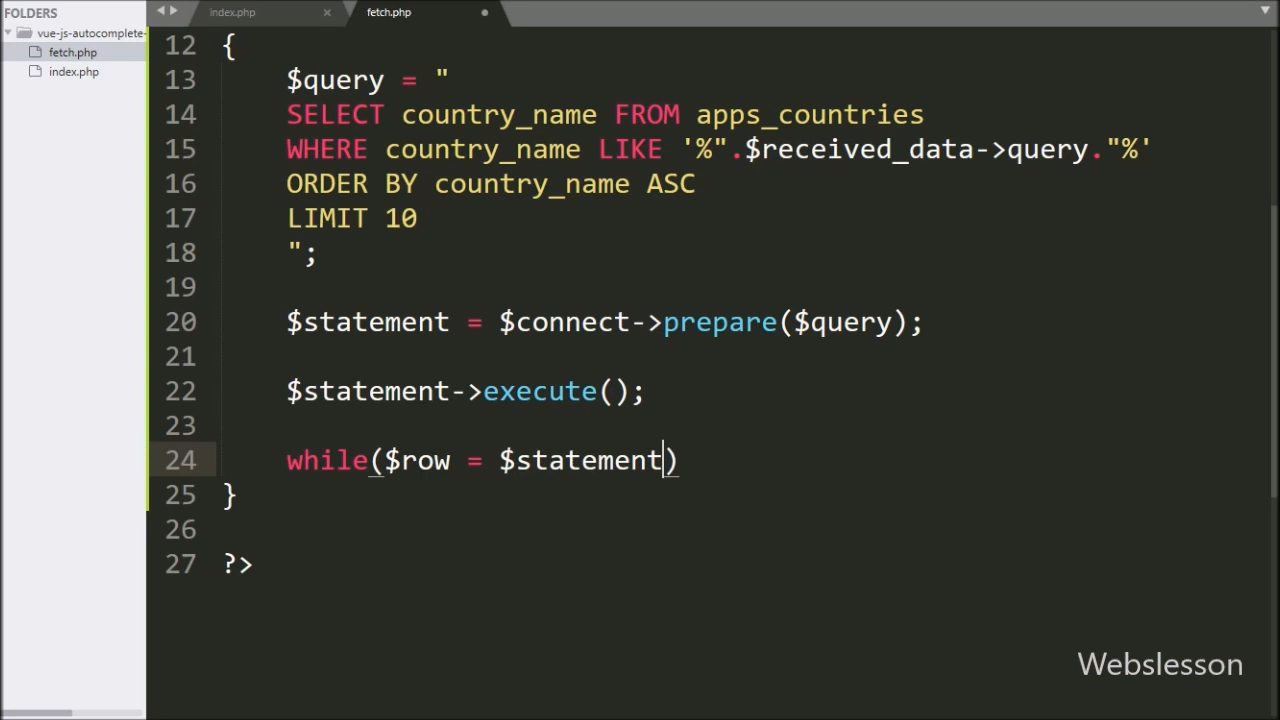 FOLDERS
vue-js-autocomplete-
fetch.php
index.php
index.php ×
fetch.php
12 {
13 $query = "
14 SELECT country_name FROM apps_countries
15 WHERE country_name LIKE '%".$received_data->query."%'
16 ORDER BY country_name ASC
17 LIMIT 10
18 ";
19
20 $statement = $connect->prepare($query);
21
22 $statement->execute();
23
24 while($row = $statement)
25 }
26
27 ?>
Webslesson